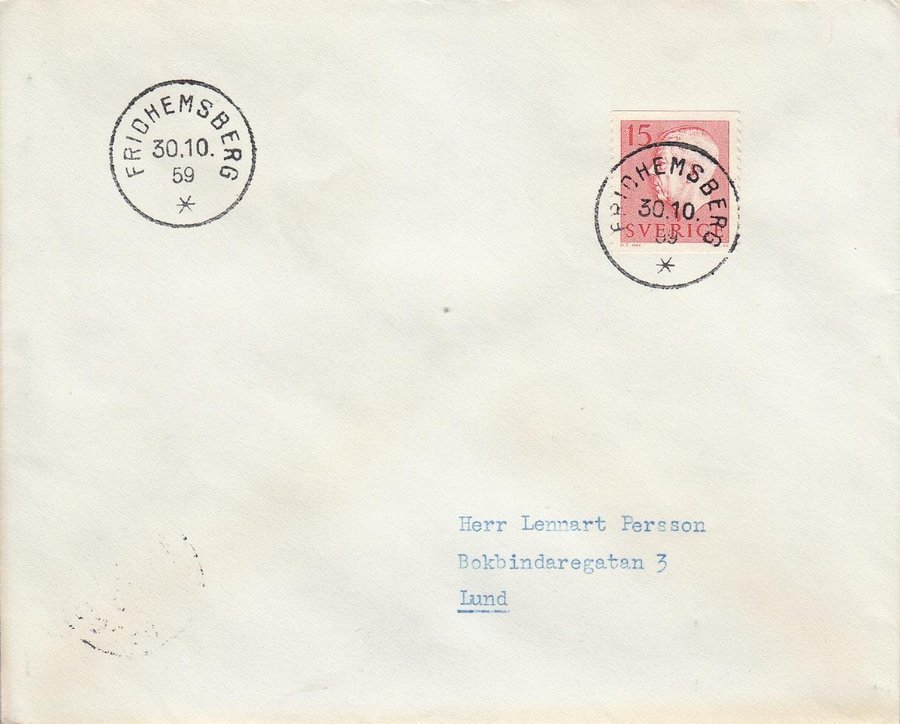 FRIDHEMSBERG
30.10.
59
15
SVERIGE
FRIDHEMSBERG
30.10.
59
Herr Lennart Persson
Bokbindaregatan 3
Lund